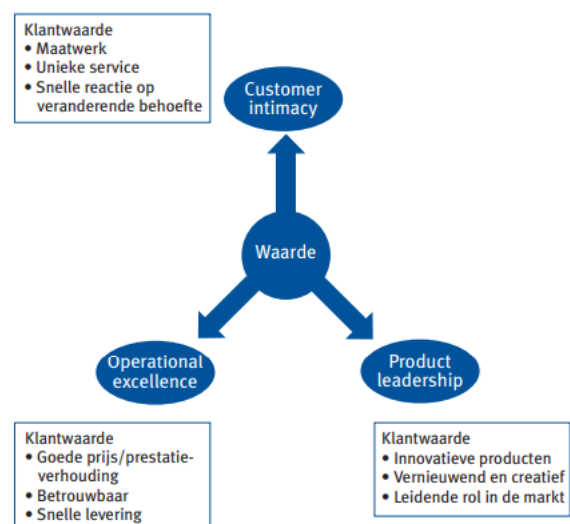 Klantwaarde
• Maatwerk
• Unieke service
• Snelle reactie op
veranderende behoefte
Customer
intimacy
Waarde
Operational
excellence
Product
leadership
Klantwaarde
• Goede prijs/prestatie-
verhouding
• Betrouwbaar
• Snelle levering
Klantwaarde
• Innovatieve producten
• Vernieuwend en creatief
• Leidende rol in de markt